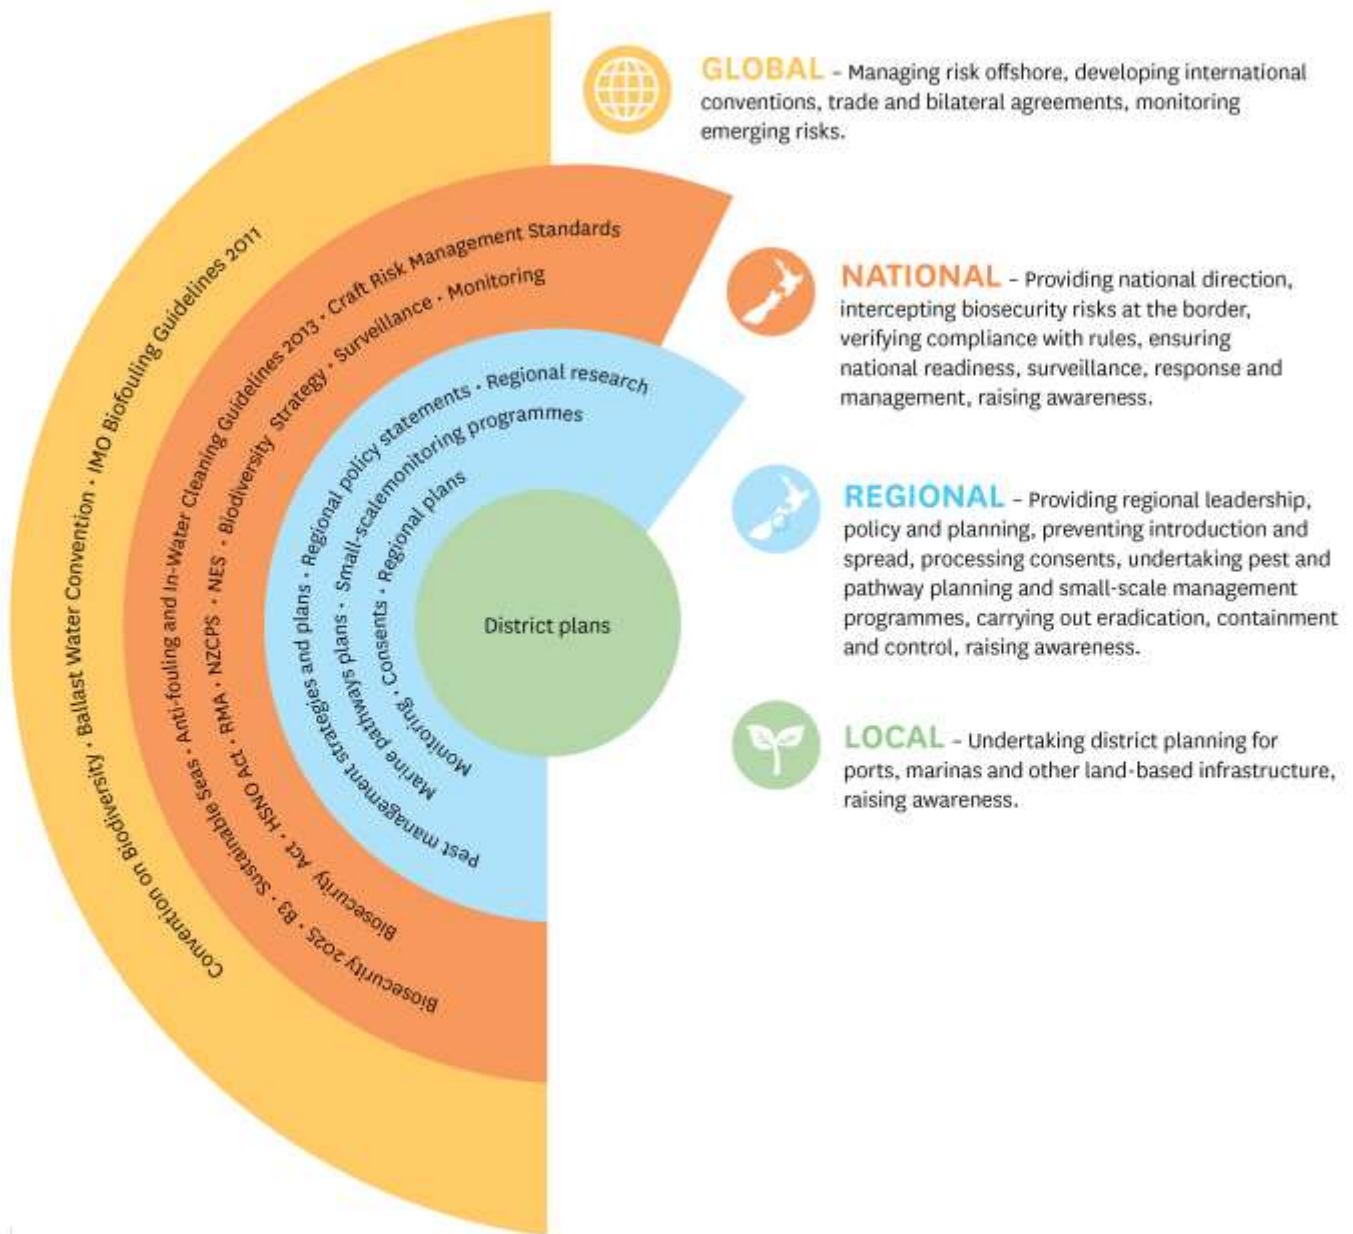 GLOBAL – Managing risk offshore, developing international
conventions, trade and bilateral agreements, monitoring
emerging risks.
NATIONAL – Providing national direction,
intercepting biosecurity risks at the border,
verifying compliance with rules, ensuring
national readiness, surveillance, response and
management, raising awareness.
REGIONAL – Providing regional leadership,
policy and planning, preventing introduction and
spread, processing consents, undertaking pest and
pathway planning and small-scale management
programmes, carrying out eradication, containment
and control, raising awareness.
LOCAL – Undertaking district planning for
ports, marinas and other land-based infrastructure,
raising awareness.
Convention on Biodiversity · Ballast Water Convention · IMO Biofouling Guidelines 2011
Biosecurity 2025 · B3 · Sustainable Seas · Anti-fouling and In-Water Cleaning Guidelines 2013 · Craft Risk Management Standards
Biosecurity Act · HSNO Act · RMA · NZCPS · NES · Biodiversity Strategy · Surveillance · Monitoring
Pest management strategies and plans · Regional policy statements · Regional research
Marine pathways plans · Small-scalemonitoring programmes
Monitoring · Consents · Regional plans
District plans